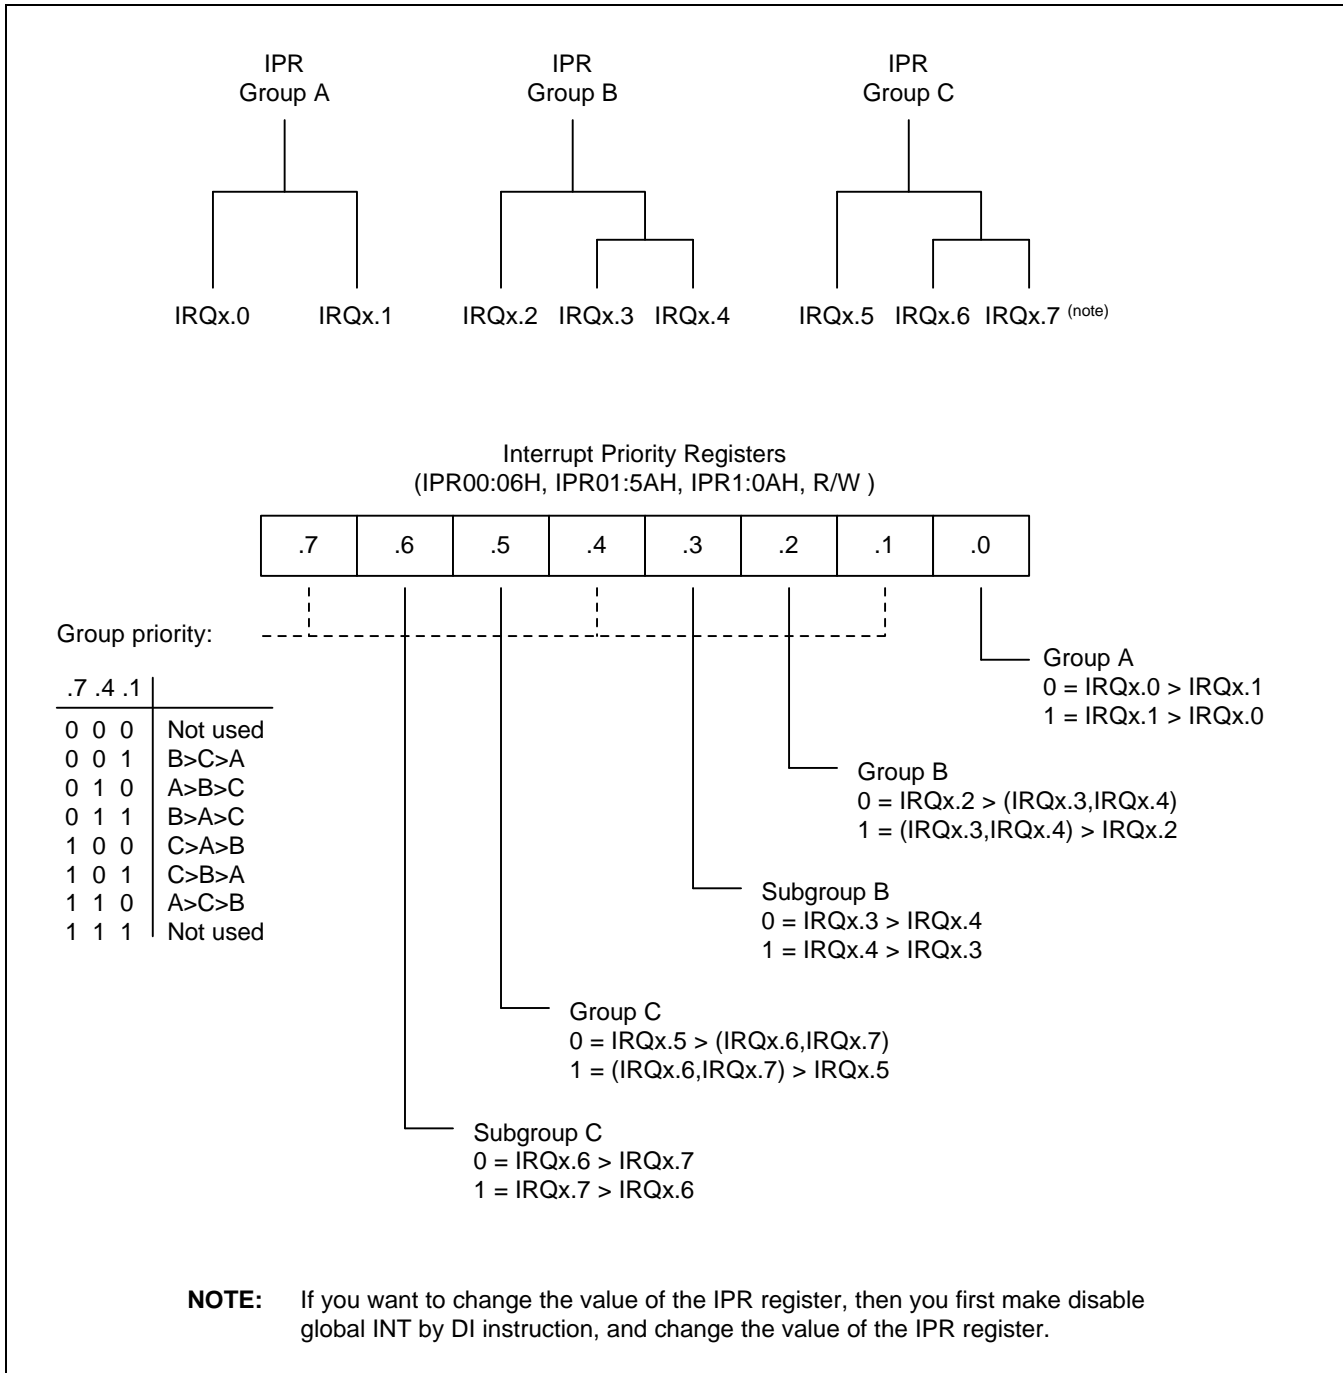 IPR
Group A
IPR
Group B
IPR
Group C
IRQx.0
IRQx.1
IRQx.2
IRQx.3
IRQx.4
IRQx.5
IRQx.6
IRQx.7 (note)
Interrupt Priority Registers
(IPR00:06H, IPR01:5AH, IPR1:0AH, R/W )
.7 .6 .5 .4 .3 .2 .1 .0
Group priority:
.7 .4 .1
0 0 0 Not used
0 0 1 B>C>A
0 1 0 A>B>C
0 1 1 B>A>C
1 0 0 C>A>B
1 0 1 C>B>A
1 1 0 A>C>B
1 1 1 Not used
Group A
0 = IRQx.0 > IRQx.1
1 = IRQx.1 > IRQx.0
Group B
0 = IRQx.2 > (IRQx.3,IRQx.4)
1 = (IRQx.3,IRQx.4) > IRQx.2
Subgroup B
0 = IRQx.3 > IRQx.4
1 = IRQx.4 > IRQx.3
Group C
0 = IRQx.5 > (IRQx.6,IRQx.7)
1 = (IRQx.6,IRQx.7) > IRQx.5
Subgroup C
0 = IRQx.6 > IRQx.7
1 = IRQx.7 > IRQx.6
NOTE: If you want to change the value of the IPR register, then you first make disable
global INT by DI instruction, and change the value of the IPR register.